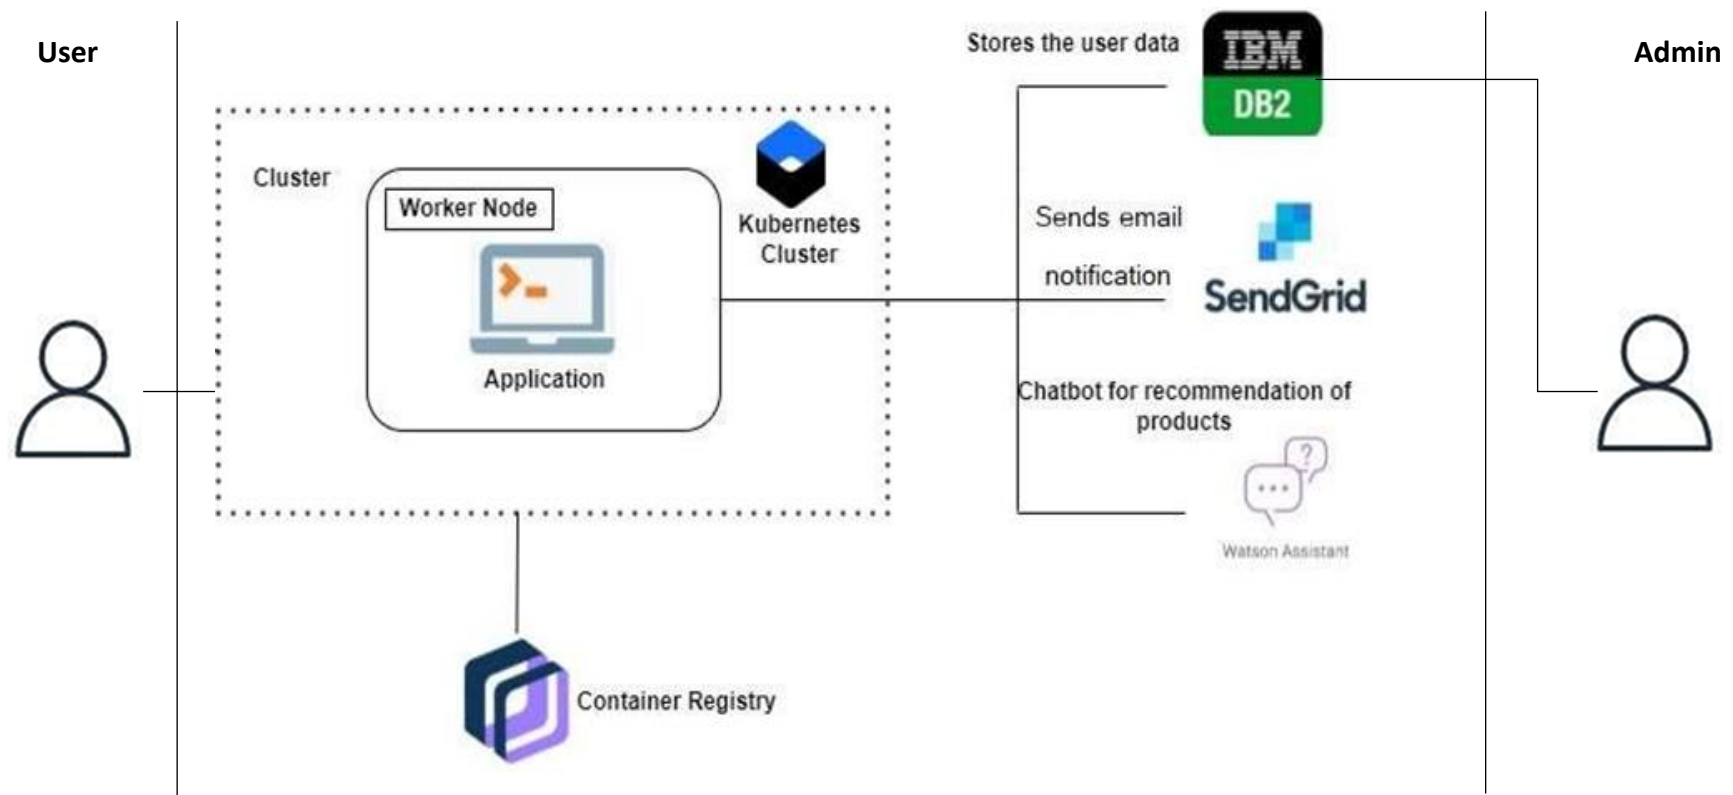 User
Admin
Stores the user data
IBM
DB2
Cluster
Worker Node
Kubernetes
Cluster
Application
Sends email
notification
SendGrid
Chatbot for recommendation of
products
?
Watson Assistant
Container Registry